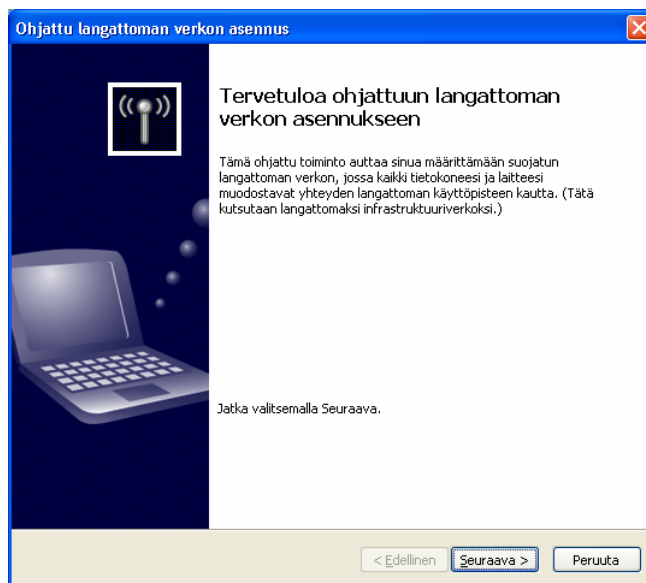 Ohjattu langattoman verkon asennus
Tervetuloa ohjattuun langattoman
verkon asennukseen
Tämä ohjattu toiminto auttaa sinua määrittämään suojatun
langattoman verkon, jossa kaikki tietokoneesi ja laitteesi
muodostavat yhteyden langattoman käyttöpisteen kautta. (Tätä
kutsutaan langattomaksi infrastruktuuriverkoksi.)
Jatka valitsemalla Seuraava.
< Edellinen
Seuraava >
Peruuta